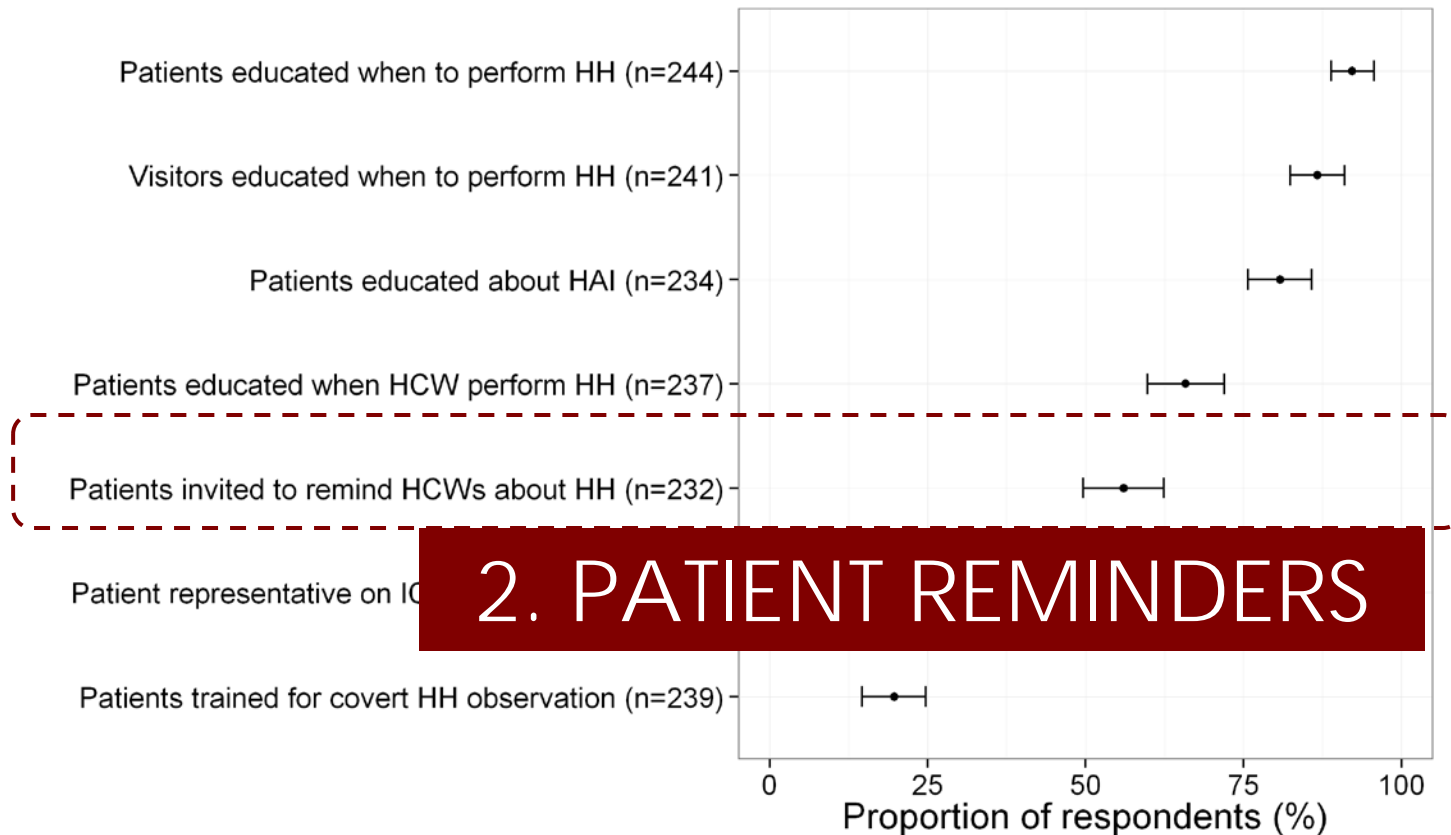 Patients educated when to perform HH (n=244)
Visitors educated when to perform HH (n=241)
Patients educated about HAI (n=234)
Patients educated when HCW perform HH (n=237)
Patients invited to remind HCWs about HH (n=232)
Patient representative on
2. PATIENT REMINDERS
Patients trained for covert HH observation (n=239)
0 25 50 75 100
Proportion of respondents (%)